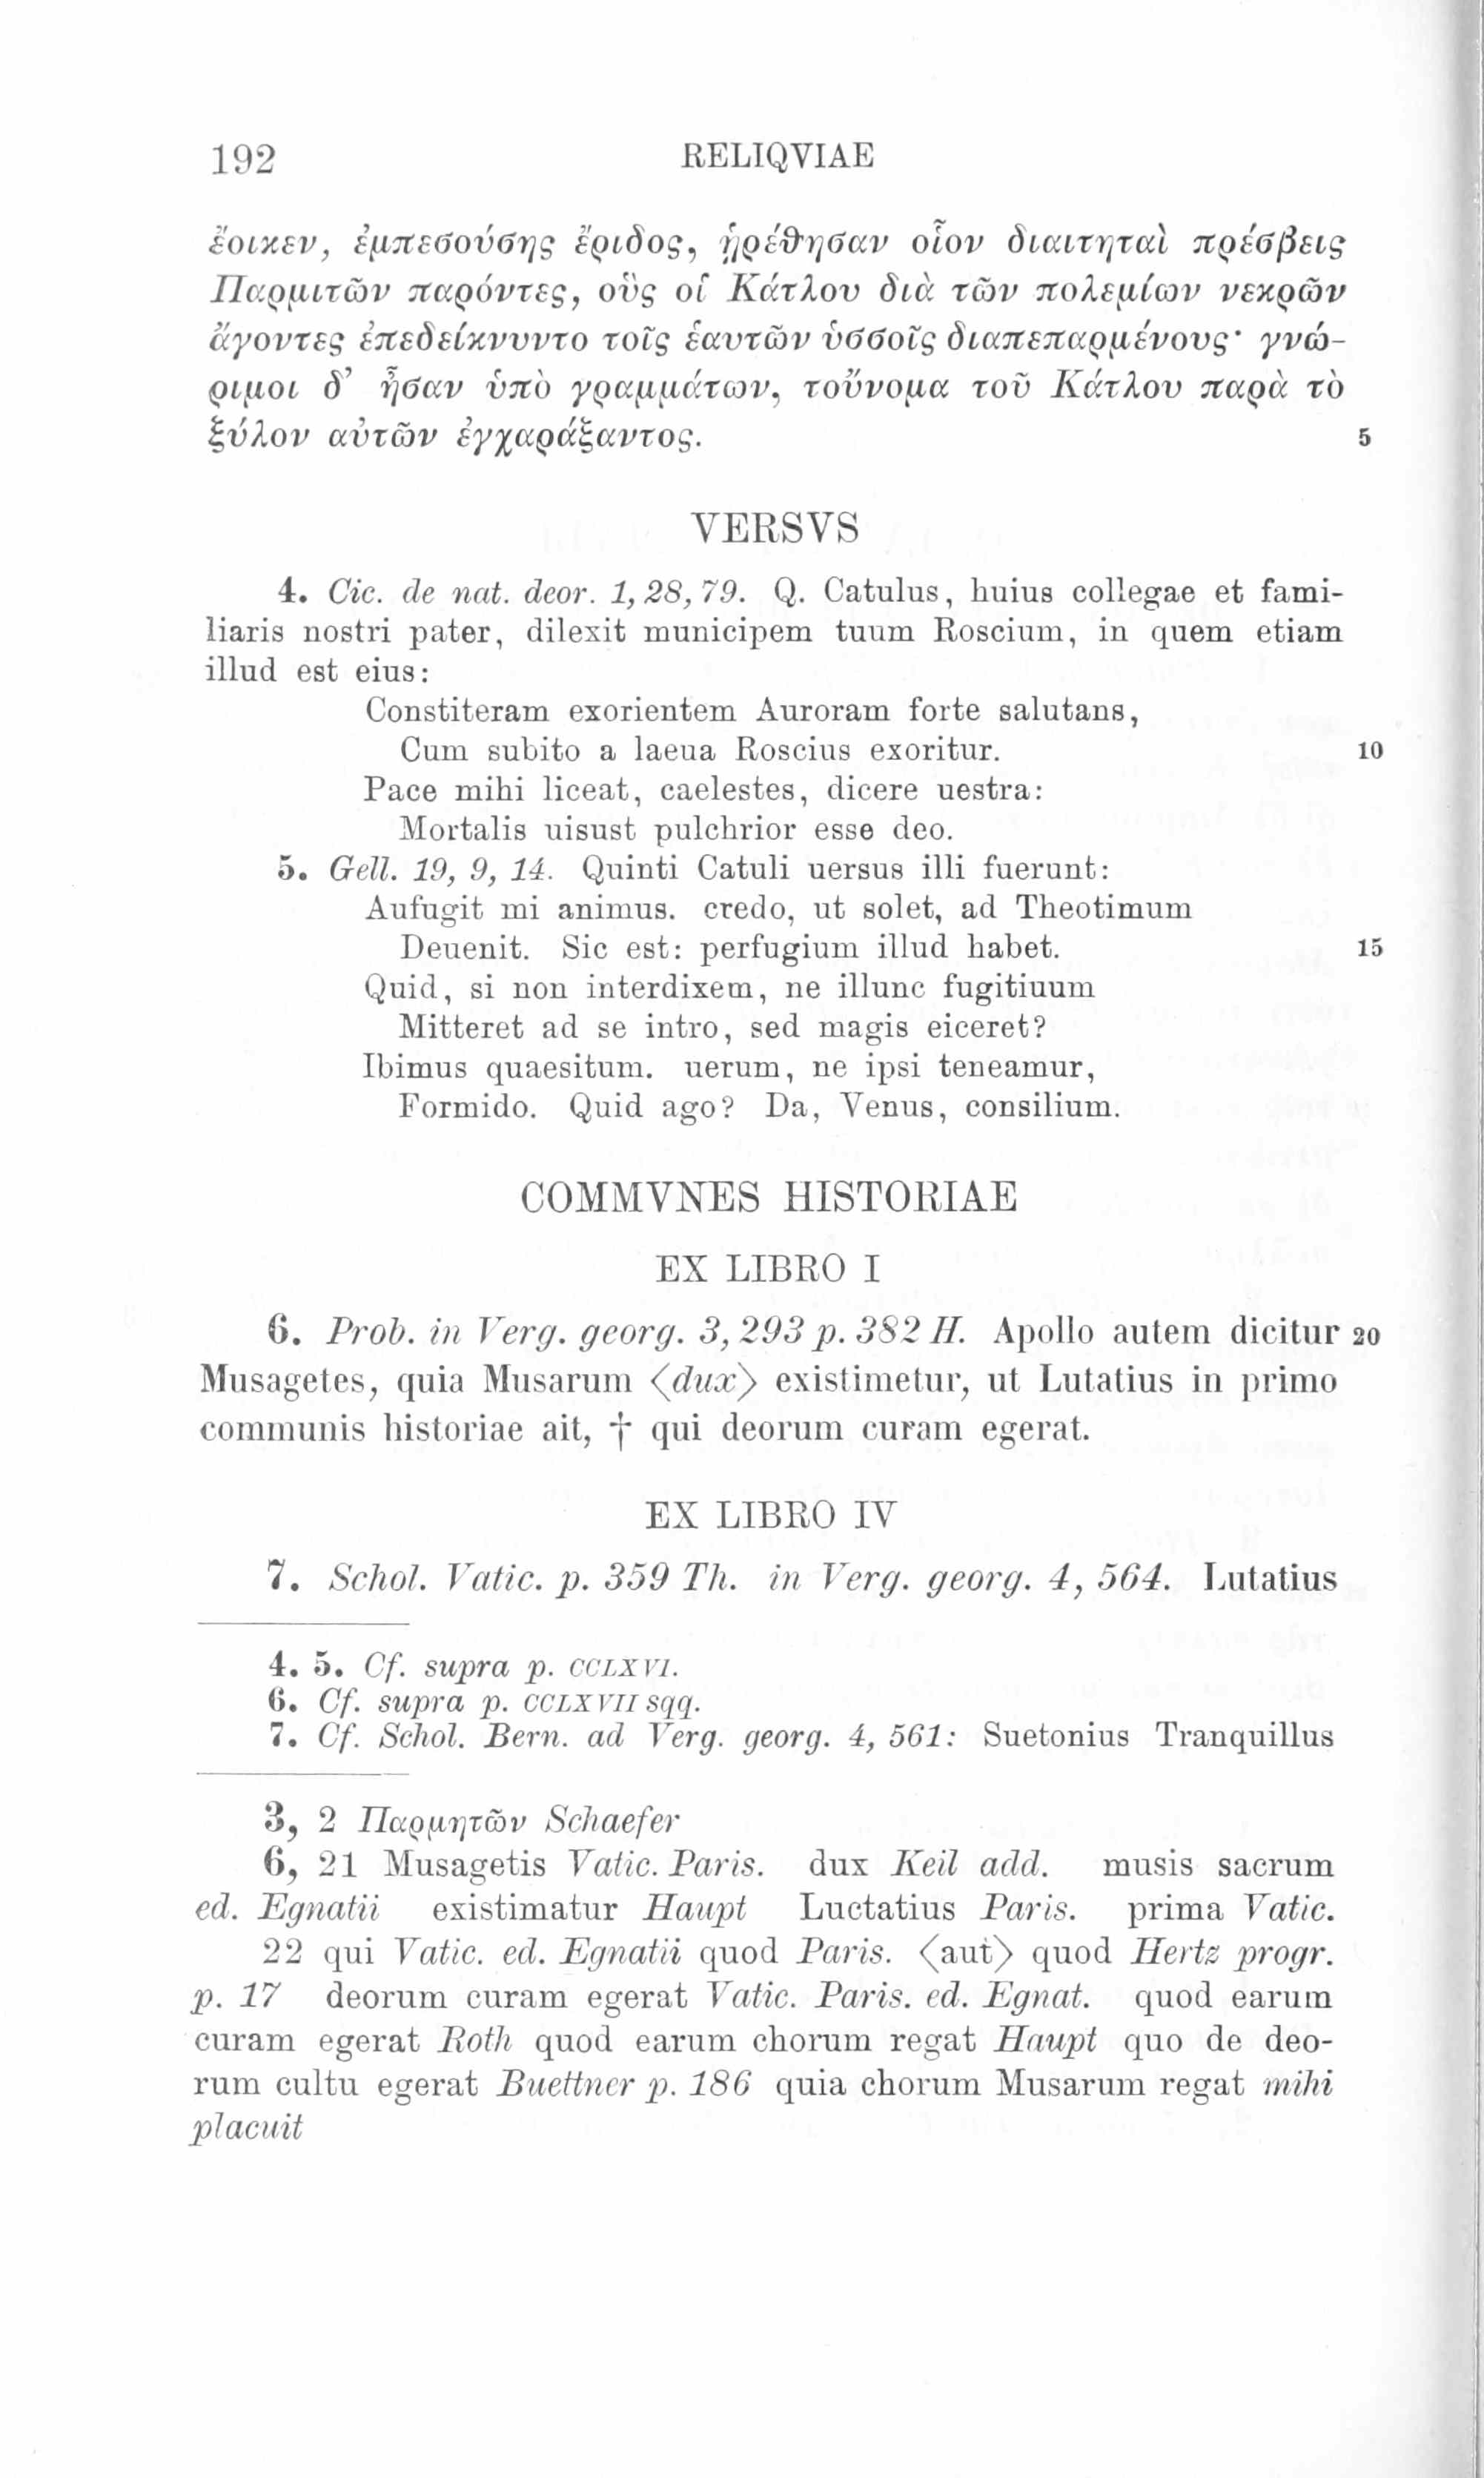 192 RELIQVIAE
ἔοικεν, ἐμπεσούσης ἔριδος, ᾑρέθησαν οἷον διαιτηταὶ πρέσβεις
Παρμιτῶν παρόντες, οὓς οἱ Κάτλου διὰ τῶν πολεμίων νεκρῶν
ἄγοντες ἐπεδείκνυντο τοῖς ἑαυτῶν ὑσσοῖς διαπεπαρμένους· γνώ-
ριμοι δ’ ἦσαν ὑπὸ γραμμάτων, τοὔνομα τοῦ Κάτλου παρὰ τὸ
ξύλον αὐτῶν ἐγχαράξαντος. 5
VERSVS
4. Cic. de nat. deor. 1, 28, 79. Q. Catulus, huius collegae et fami-
liaris nostri pater, dilexit municipem tuum Roscium, in quem etiam
illud est eius:
Constiteram exorientem Auroram forte salutans,
Cum subito a laeua Roscius exoritur. 10
Pace mihi liceat, caelestes, dicere uestra:
Mortalis uisust pulchrior esse deo.
5. Gell. 19, 9, 14. Quinti Catuli uersus illi fuerunt:
Aufugit mi animus. credo, ut solet, ad Theotimum
Deuenit. Sic est: perfugium illud habet. 15
Quid, si non interdixem, ne illunc fugitiuum
Mitteret ad se intro, sed magis eiceret?
Ibimus quaesitum. uerum, ne ipsi teneamur,
Formido. Quid ago? Da, Venus, consilium.
COMMVNES HISTORIAE
EX LIBRO I
6. Prob. in Verg. georg. 3, 293 p. 382 H. Apollo autem dicitur 20
Musagetes, quia Musarum ⟨dux⟩ existimetur, ut Lutatius in primo
communis historiae ait, † qui deorum curam egerat.
EX LIBRO IV
7. Schol. Vatic. p. 359 Th. in Verg. georg. 4, 564. Lutatius
4. 5. Cf. supra p. CCLXVI.
6. Cf. supra p. CCLXVII sqq.
7. Cf. Schol. Bern. ad Verg. georg. 4, 561: Suetonius Tranquillus
3, 2 Παρμητῶν Schaefer
6, 21 Musagetis Vatic. Paris. dux Keil add. musis sacrum
ed. Egnatii existimatur Haupt Luctatius Paris. prima Vatic.
22 qui Vatic. ed. Egnatii quod Paris. ⟨aut⟩ quod Hertz progr.
p. 17 deorum curam egerat Vatic. Paris. ed. Egnat. quod earum
curam egerat Roth quod earum chorum regat Haupt quo de deo-
rum cultu egerat Buettner p. 186 quia chorum Musarum regat mihi
placuit